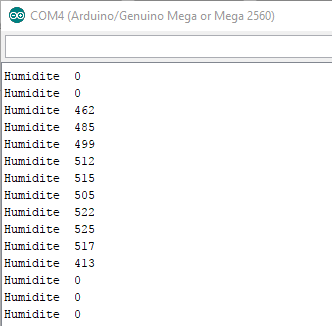 COM4 (Arduino/Genuino Mega or Mega 2560)
Humidite 0
Humidite 0
Humidite 462
Humidite 485
Humidite 499
Humidite 512
Humidite 515
Humidite 505
Humidite 522
Humidite 525
Humidite 517
Humidite 413
Humidite 0
Humidite 0
Humidite 0